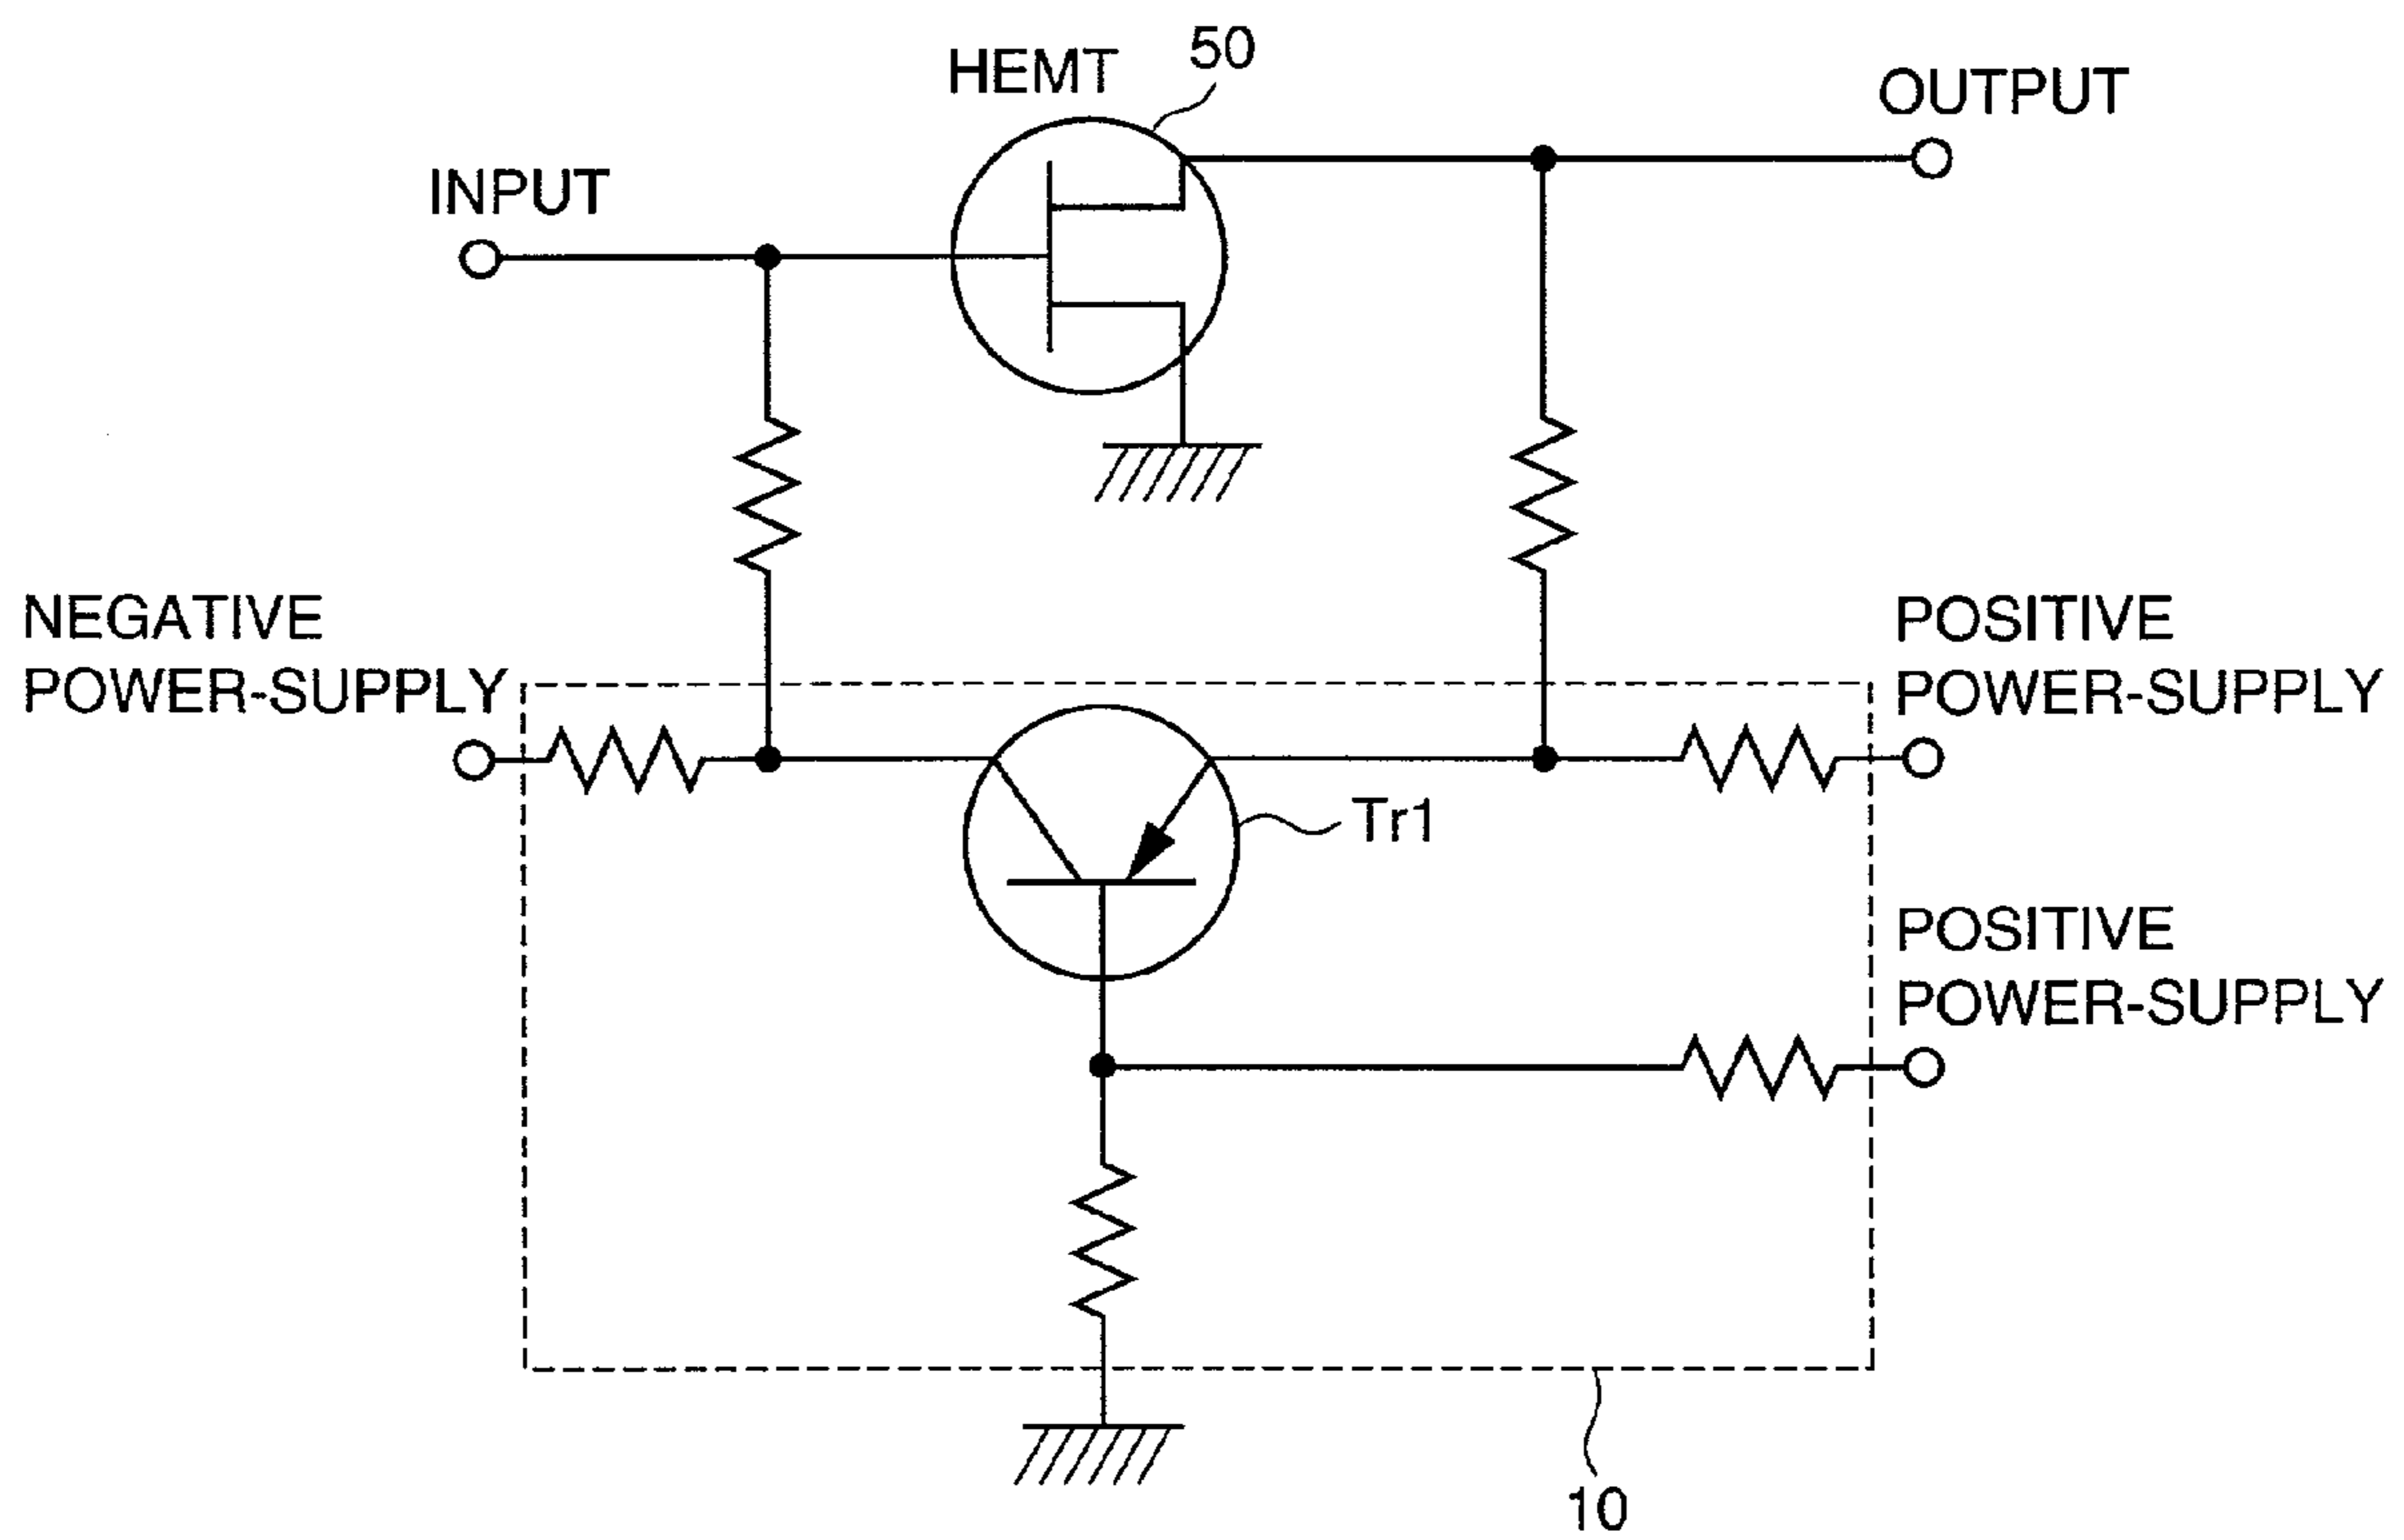 HEMT
50
OUTPUT
INPUT
NEGATIVE
POWER-SUPPLY
POSITIVE
POWER-SUPPLY
Tr1
POSITIVE
POWER-SUPPLY
10